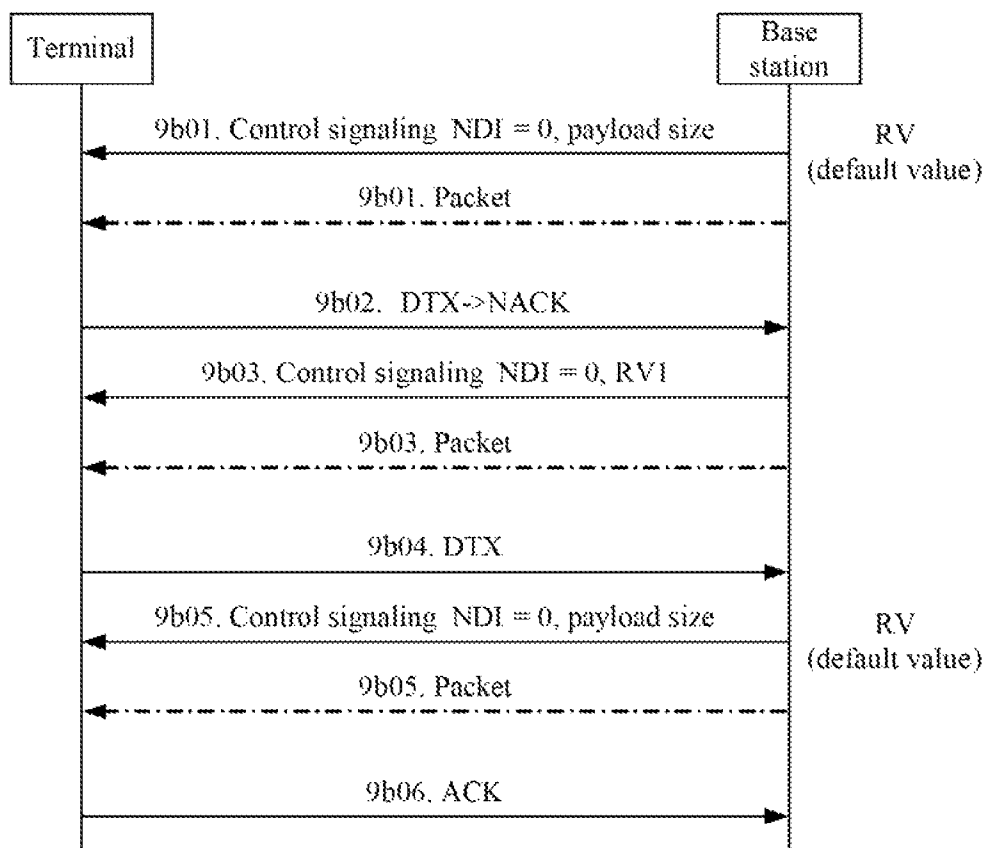 Terminal
Base
station
9b01. Control signaling NDI = 0, payload size
RV
(default value)
9b01. Packet
9b02. DTX->NACK
9b03. Control signaling NDI = 0, RV1
9b03. Packet
9b04. DTX
9b05. Control signaling NDI = 0, payload size
RV
(default value)
9b05. Packet
9b06. ACK